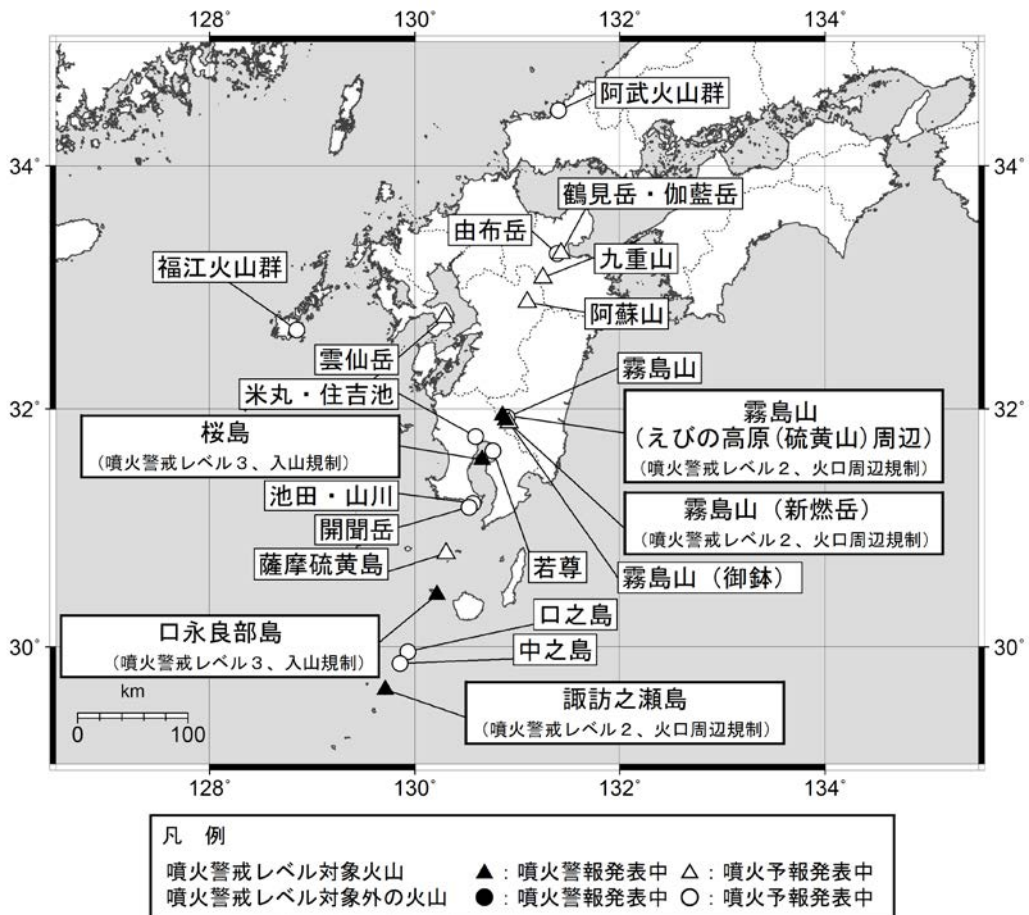 128° 130° 132° 134°
阿武火山群
34° 34°
鶴見岳・伽藍岳
由布岳
九重山
福江火山群
阿蘇山
雲仙岳
霧島山
米丸・住吉池
32° 32°
霧島山
(えびの高原(硫黄山)周辺)
(噴火警戒レベル２、火口周辺規制)
桜島
(噴火警戒レベル３、入山規制)
池田・山川
霧島山（新燃岳）
(噴火警戒レベル２、火口周辺規制)
開聞岳
薩摩硫黄島
若尊
霧島山（御鉢）
口之島
口永良部島
(噴火警戒レベル３、入山規制)
30° 30°
中之島
諏訪之瀬島
(噴火警戒レベル２、火口周辺規制)
km
0 100
128° 130° 132° 134°
凡 例
噴火警戒レベル対象火山 ▲：噴火警報発表中 △：噴火予報発表中
噴火警戒レベル対象外の火山 ●：噴火警報発表中 ○：噴火予報発表中